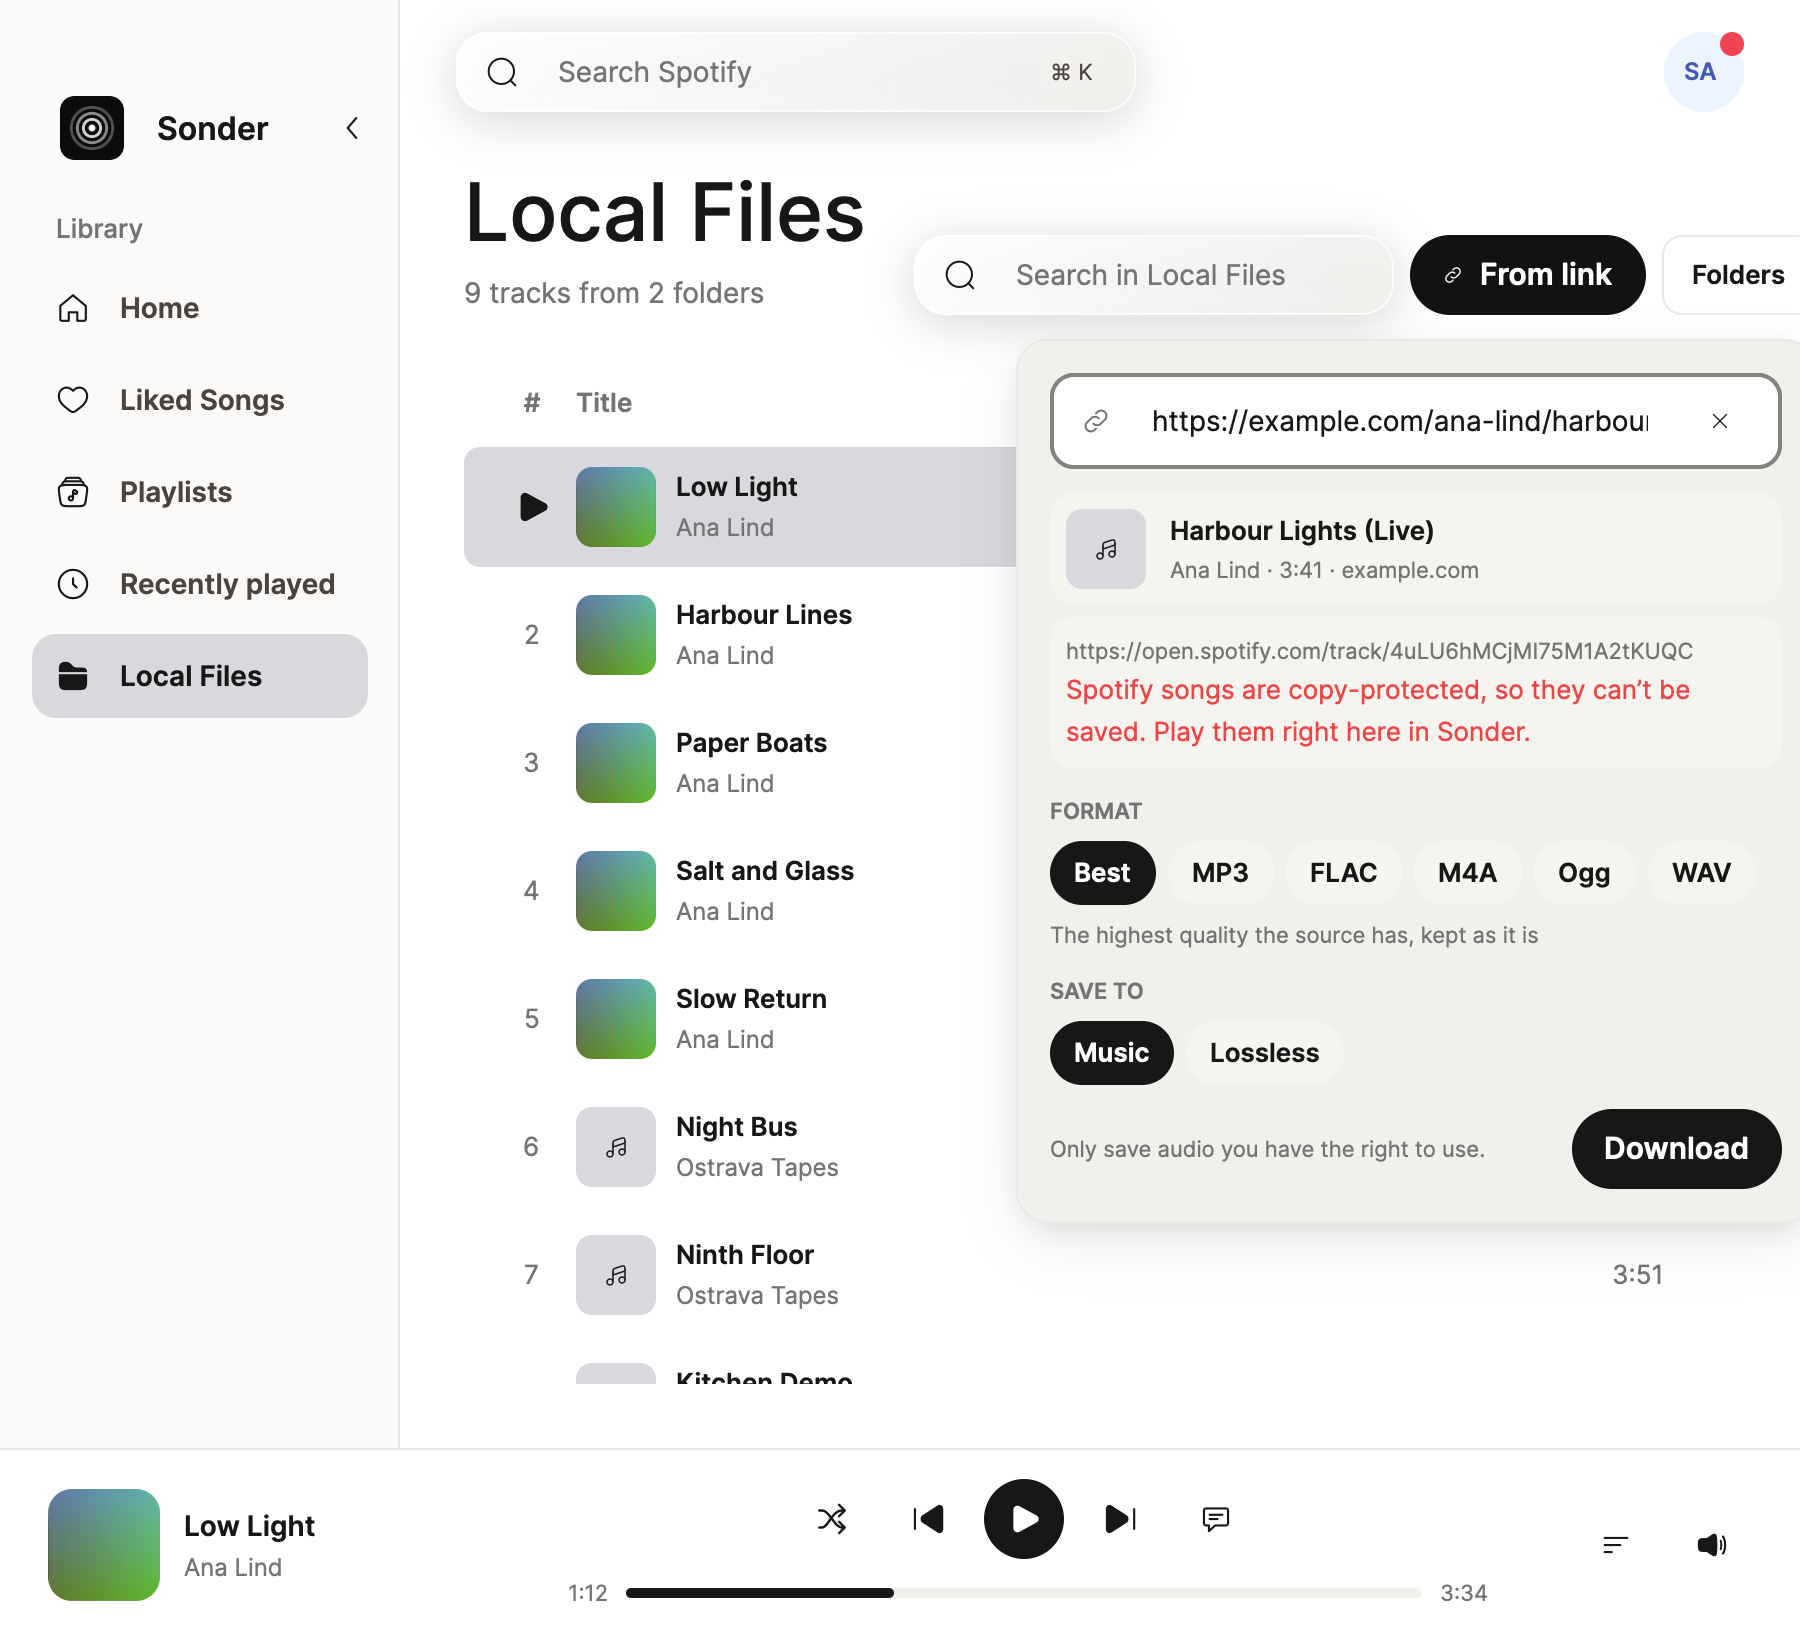 Sonder
Library
Home
Liked Songs
Playlists
Recently played
Local Files
Search Spotify
⌘ K
SA
Local Files
9 tracks from 2 folders
Search in Local Files
From link
Folders
# Title
Low Light
Ana Lind
2
Harbour Lines
Ana Lind
3
Paper Boats
Ana Lind
4
Salt and Glass
Ana Lind
5
Slow Return
Ana Lind
6
Night Bus
Ostrava Tapes
7
Ninth Floor
Ostrava Tapes
3:51
Kitchen Demo
https://example.com/ana-lind/harbour
Harbour Lights (Live)
Ana Lind · 3:41 · example.com
https://open.spotify.com/track/4uLU6hMCjMI75M1A2tKUQC
Spotify songs are copy-protected, so they can’t be
saved. Play them right here in Sonder.
FORMAT
Best MP3 FLAC M4A Ogg WAV
The highest quality the source has, kept as it is
SAVE TO
Music Lossless
Only save audio you have the right to use.
Download
Low Light
Ana Lind
1:12
3:34